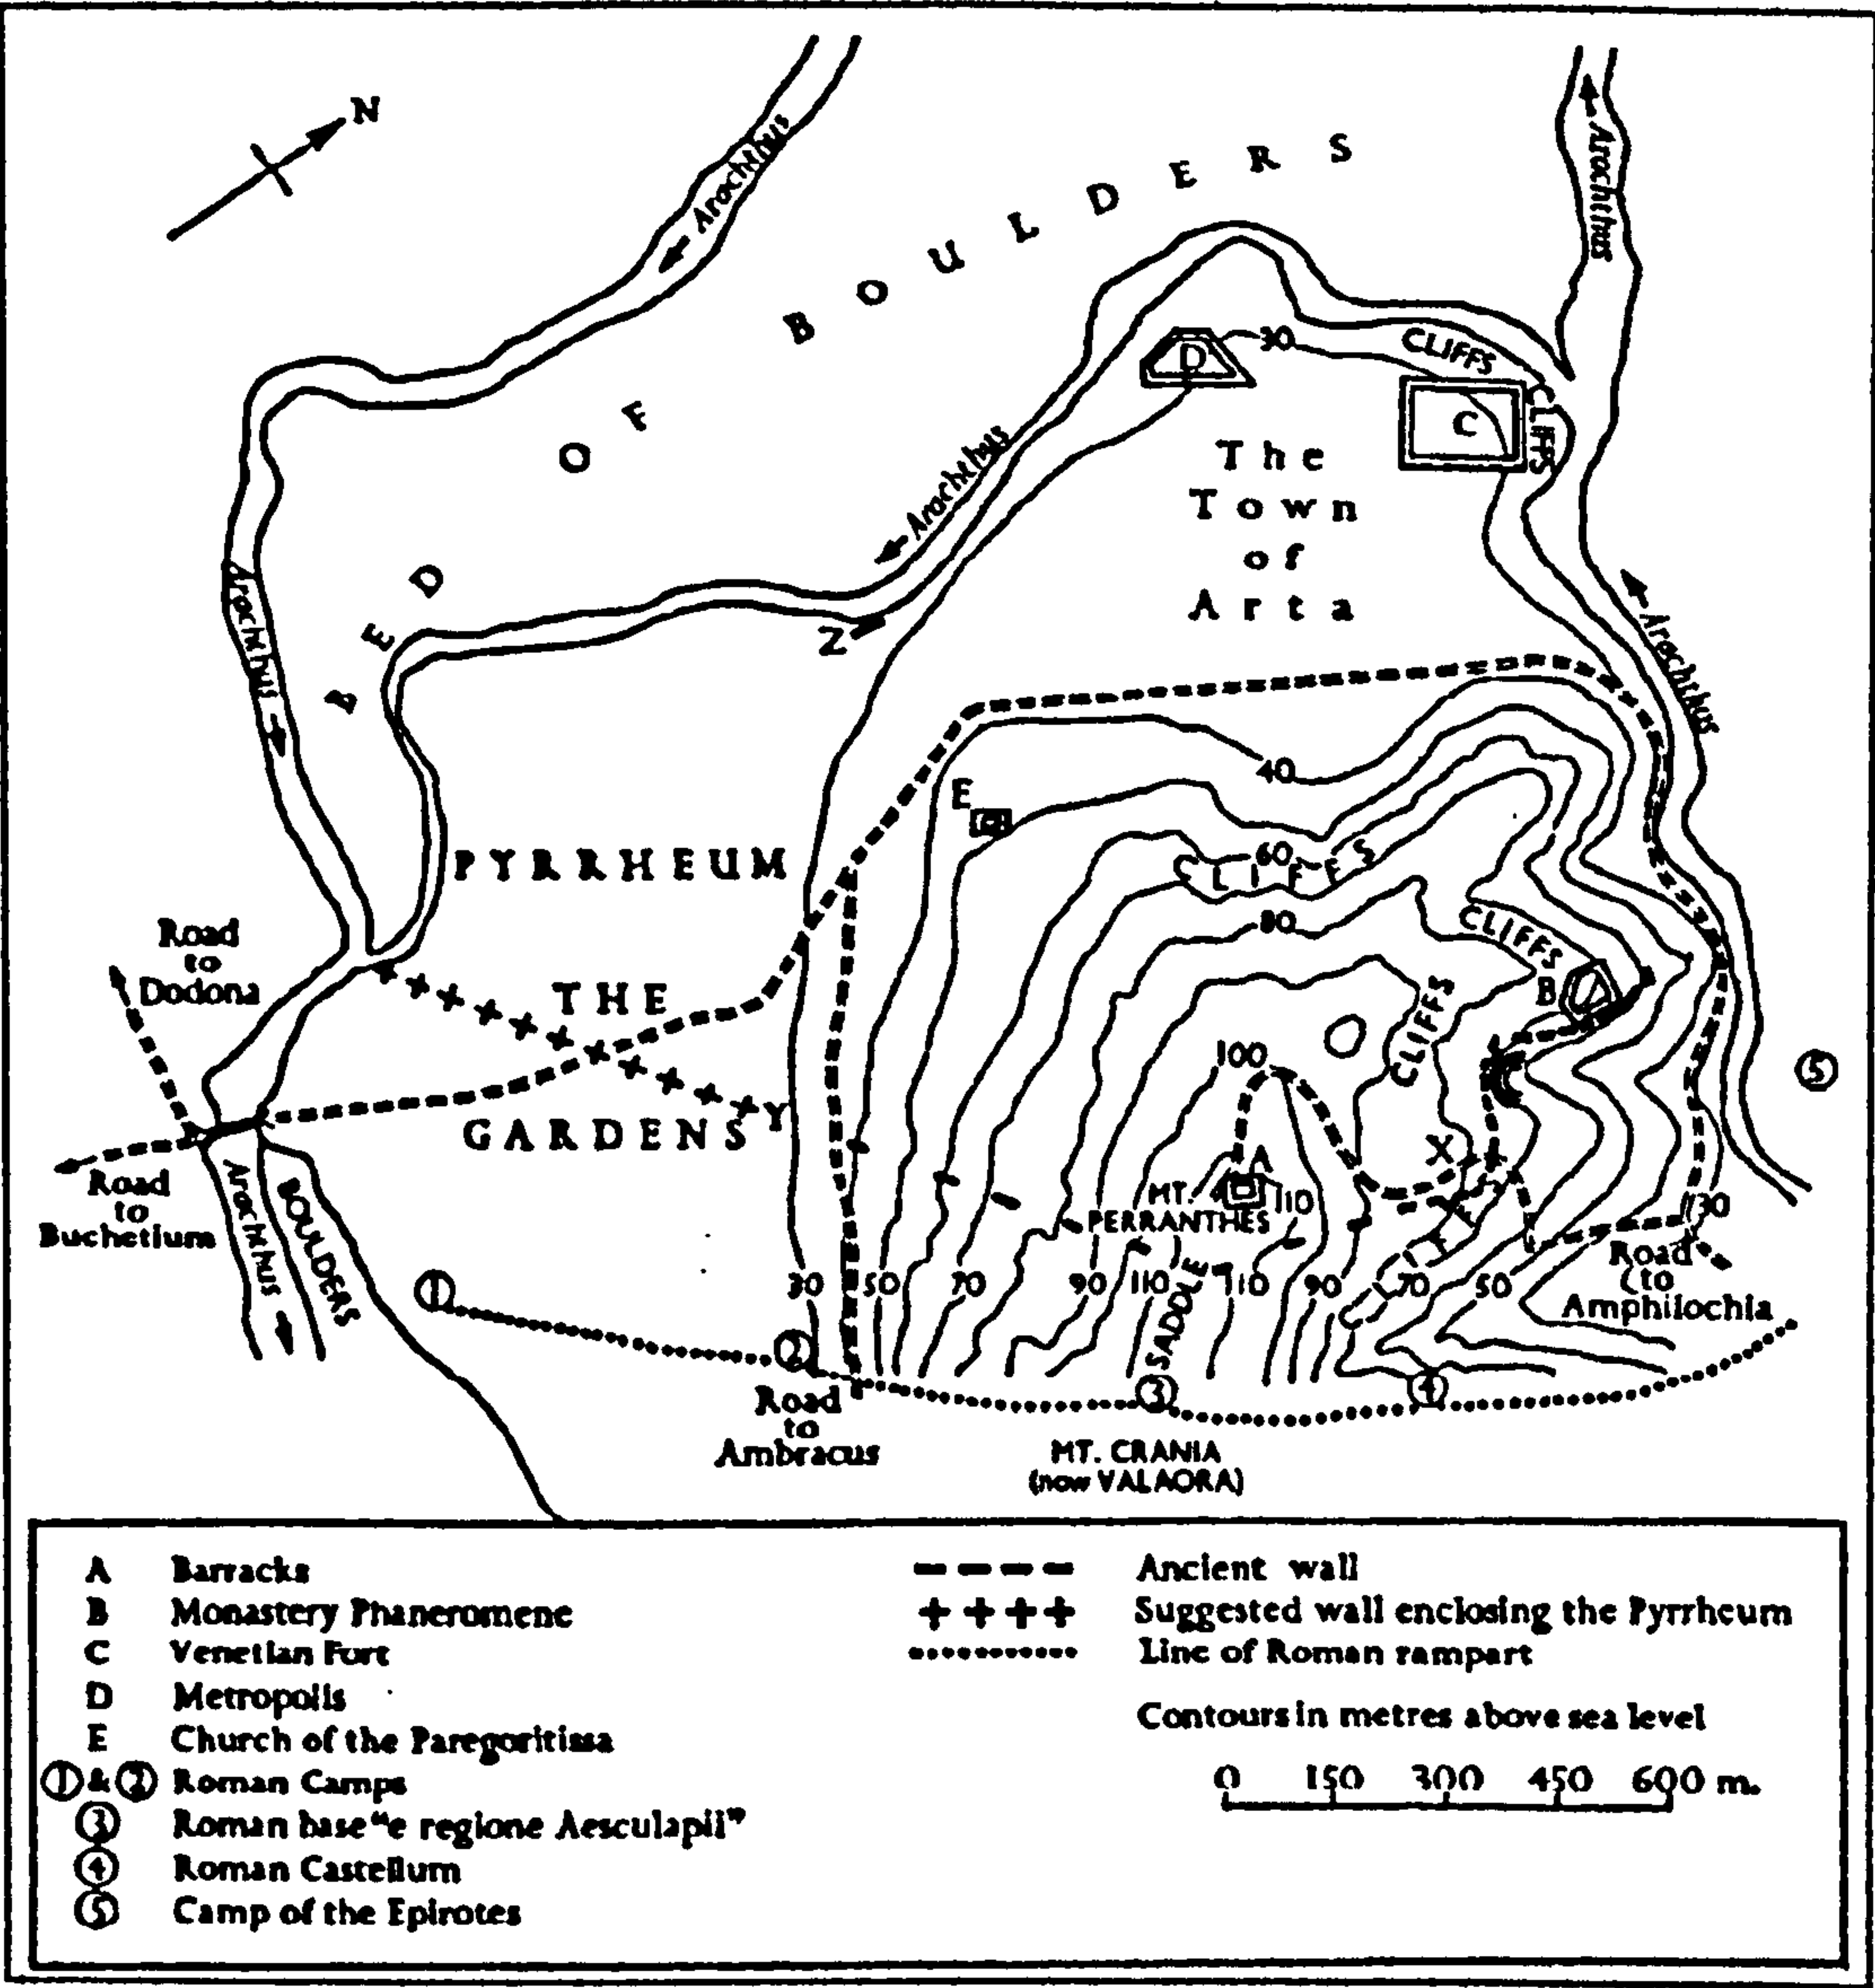 N
Arachthus
Arachthus
BED OF BOULDERS
D
30
CLIFFS
C
CLIFFS
The
Town
of
Arta
Arachthus
Arachthus
Arachthus
Z
40
E
60
CLIFFS
PYRRHEUM
80
CLIFFS
B
Road
to
Dodona
THE
CLIFFS
100
5
GARDENS
Y
X
A
MT.
PERRANTHES
110
30
Road
to
Buchetium
Arachthus
BOULDERS
1
30 50 70 90 110 110 90 70 50
SADDLE
Road
to
Amphilochia
2
3
4
Road
to
Ambracus
MT. CRANIA
(now VALAORA)
A Barracks
B Monastery Phaneromene
C Venetian Fort
D Metropolis
E Church of the Paregoritissa
1 & 2 Roman Camps
3 Roman base "e regione Aesculapii"
4 Roman Castellum
5 Camp of the Epirotes
Ancient wall
Suggested wall enclosing the Pyrrheum
Line of Roman rampart
Contours in metres above sea level
0 150 300 450 600 m.